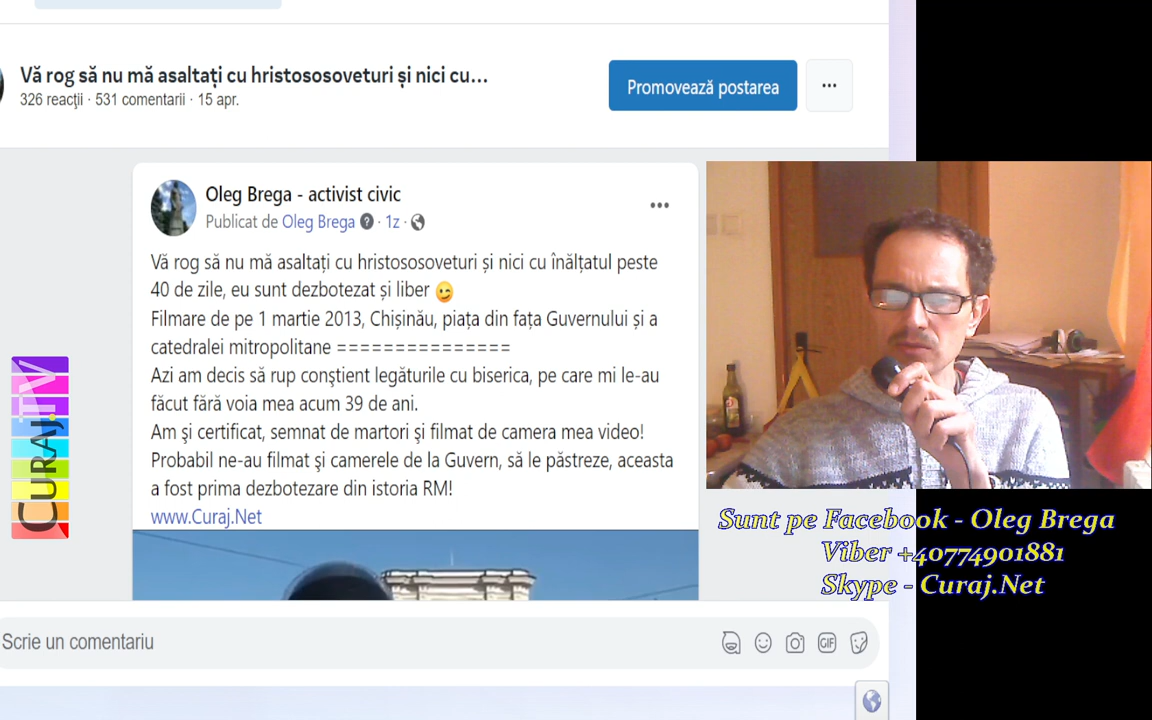 Vă rog să nu mă asaltați cu hristososoveturi și nici cu...
326 reacţii · 531 comentarii · 15 apr.
Promovează postarea
Oleg Brega - activist civic
Publicat de Oleg Brega · 1z ·
Vă rog să nu mă asaltați cu hristososoveturi și nici cu înălțatul peste
40 de zile, eu sunt dezbotezat și liber
Filmare de pe 1 martie 2013, Chișinău, piața din fața Guvernului și a
catedralei mitropolitane ===============
Azi am decis să rup conştient legăturile cu biserica, pe care mi le-au
făcut fără voia mea acum 39 de ani.
Am şi certificat, semnat de martori şi filmat de camera mea video!
Probabil ne-au filmat şi camerele de la Guvern, să le păstreze, aceasta
a fost prima dezbotezare din istoria RM!
www.Curaj.Net
CURAJ.TV
Sunt pe Facebook - Oleg Brega
Viber +40774901881
Skype - Curaj.Net
Scrie un comentariu
GIF